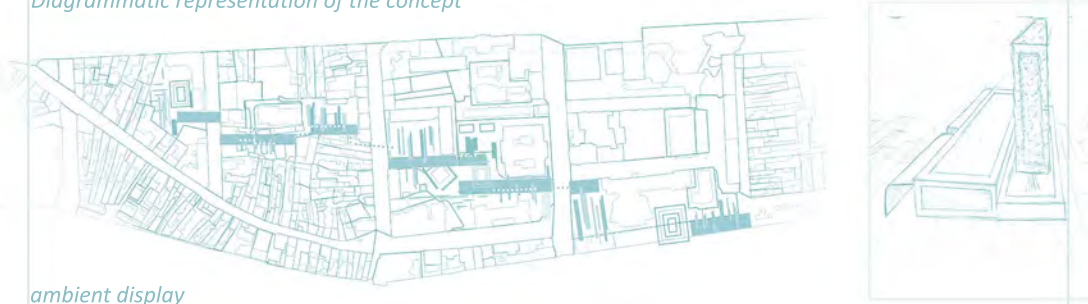 Diagrammatic representation of the concept
ambient display